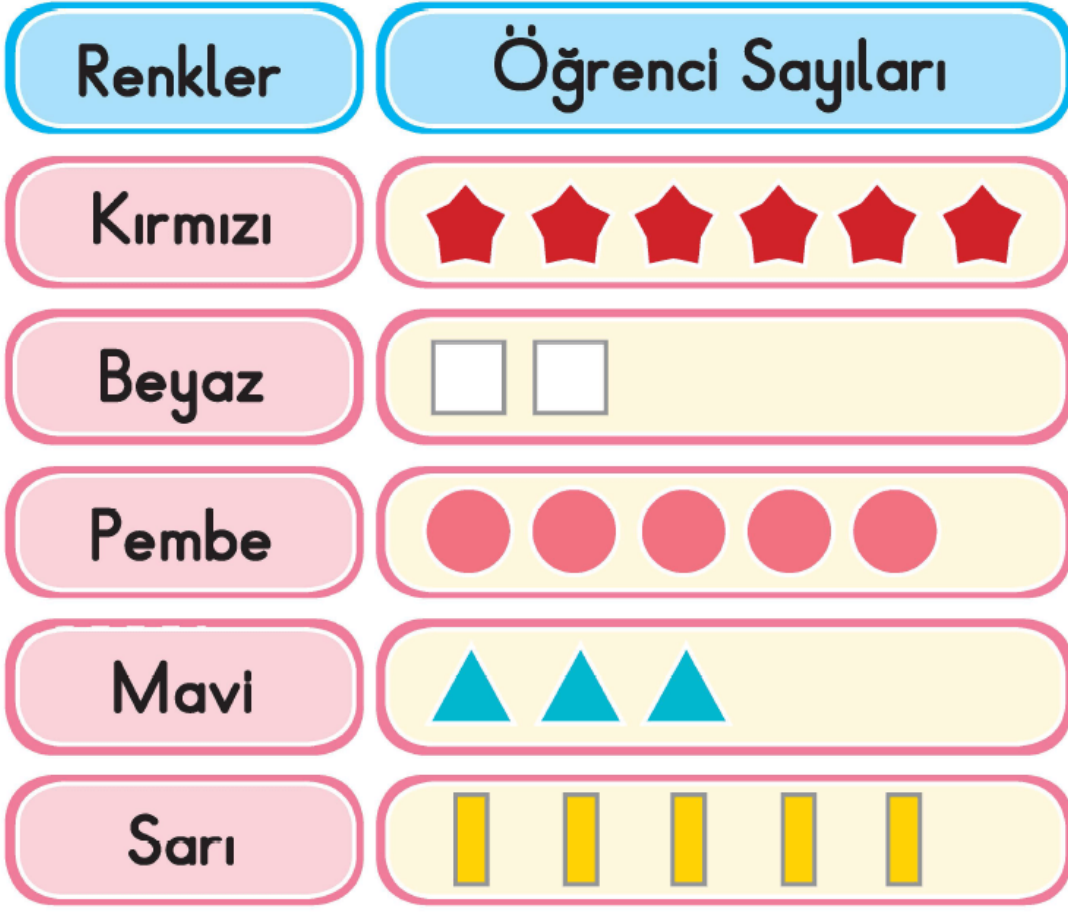 Renkler
Öğrenci Sayıları
Kırmızı
Beyaz
Pembe
Mavi
Sarı